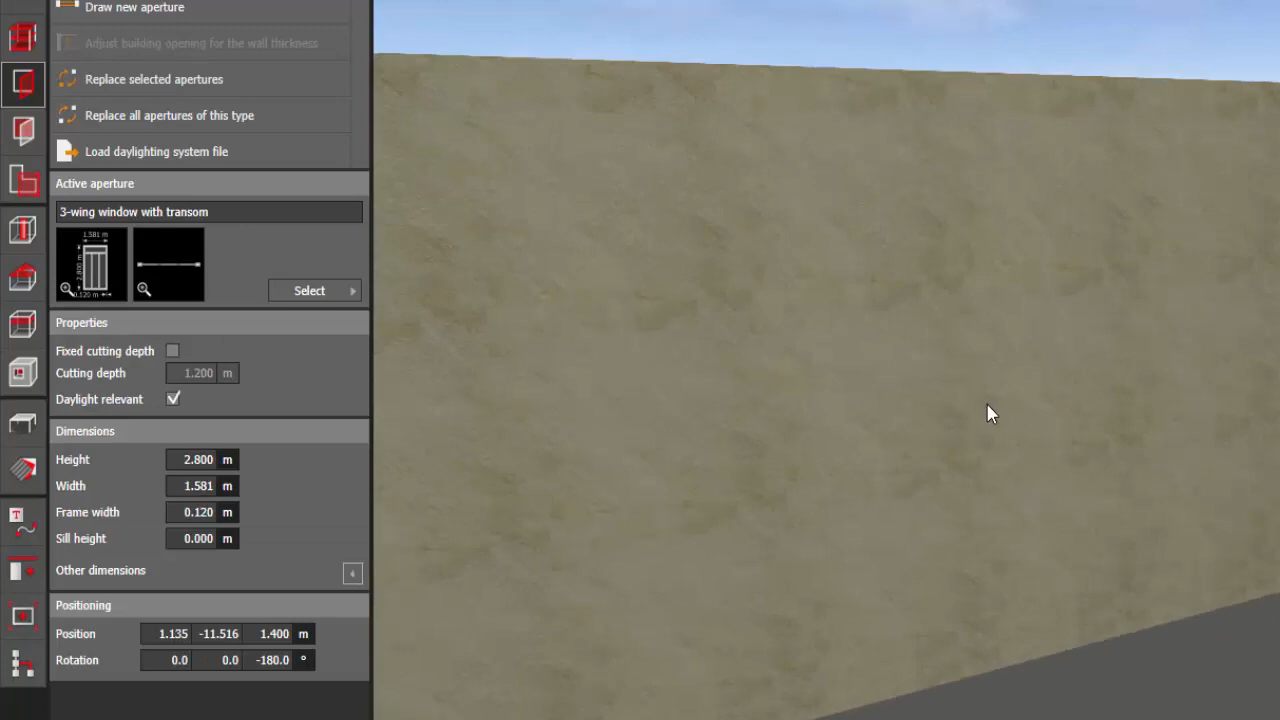 Draw new aperture
Adjust building opening for the wall thickness
Replace selected apertures
Replace all apertures of this type
Load daylighting system file
Active aperture
3-wing window with transom
1.581 m
2.800 m
0.120 m
Select
Properties
Fixed cutting depth
Cutting depth 1.200 m
Daylight relevant
Dimensions
Height 2.800 m
Width 1.581 m
Frame width 0.120 m
Sill height 0.000 m
Other dimensions
Positioning
Position 1.135 -11.516 1.400 m
Rotation 0.0 0.0 -180.0 °
T